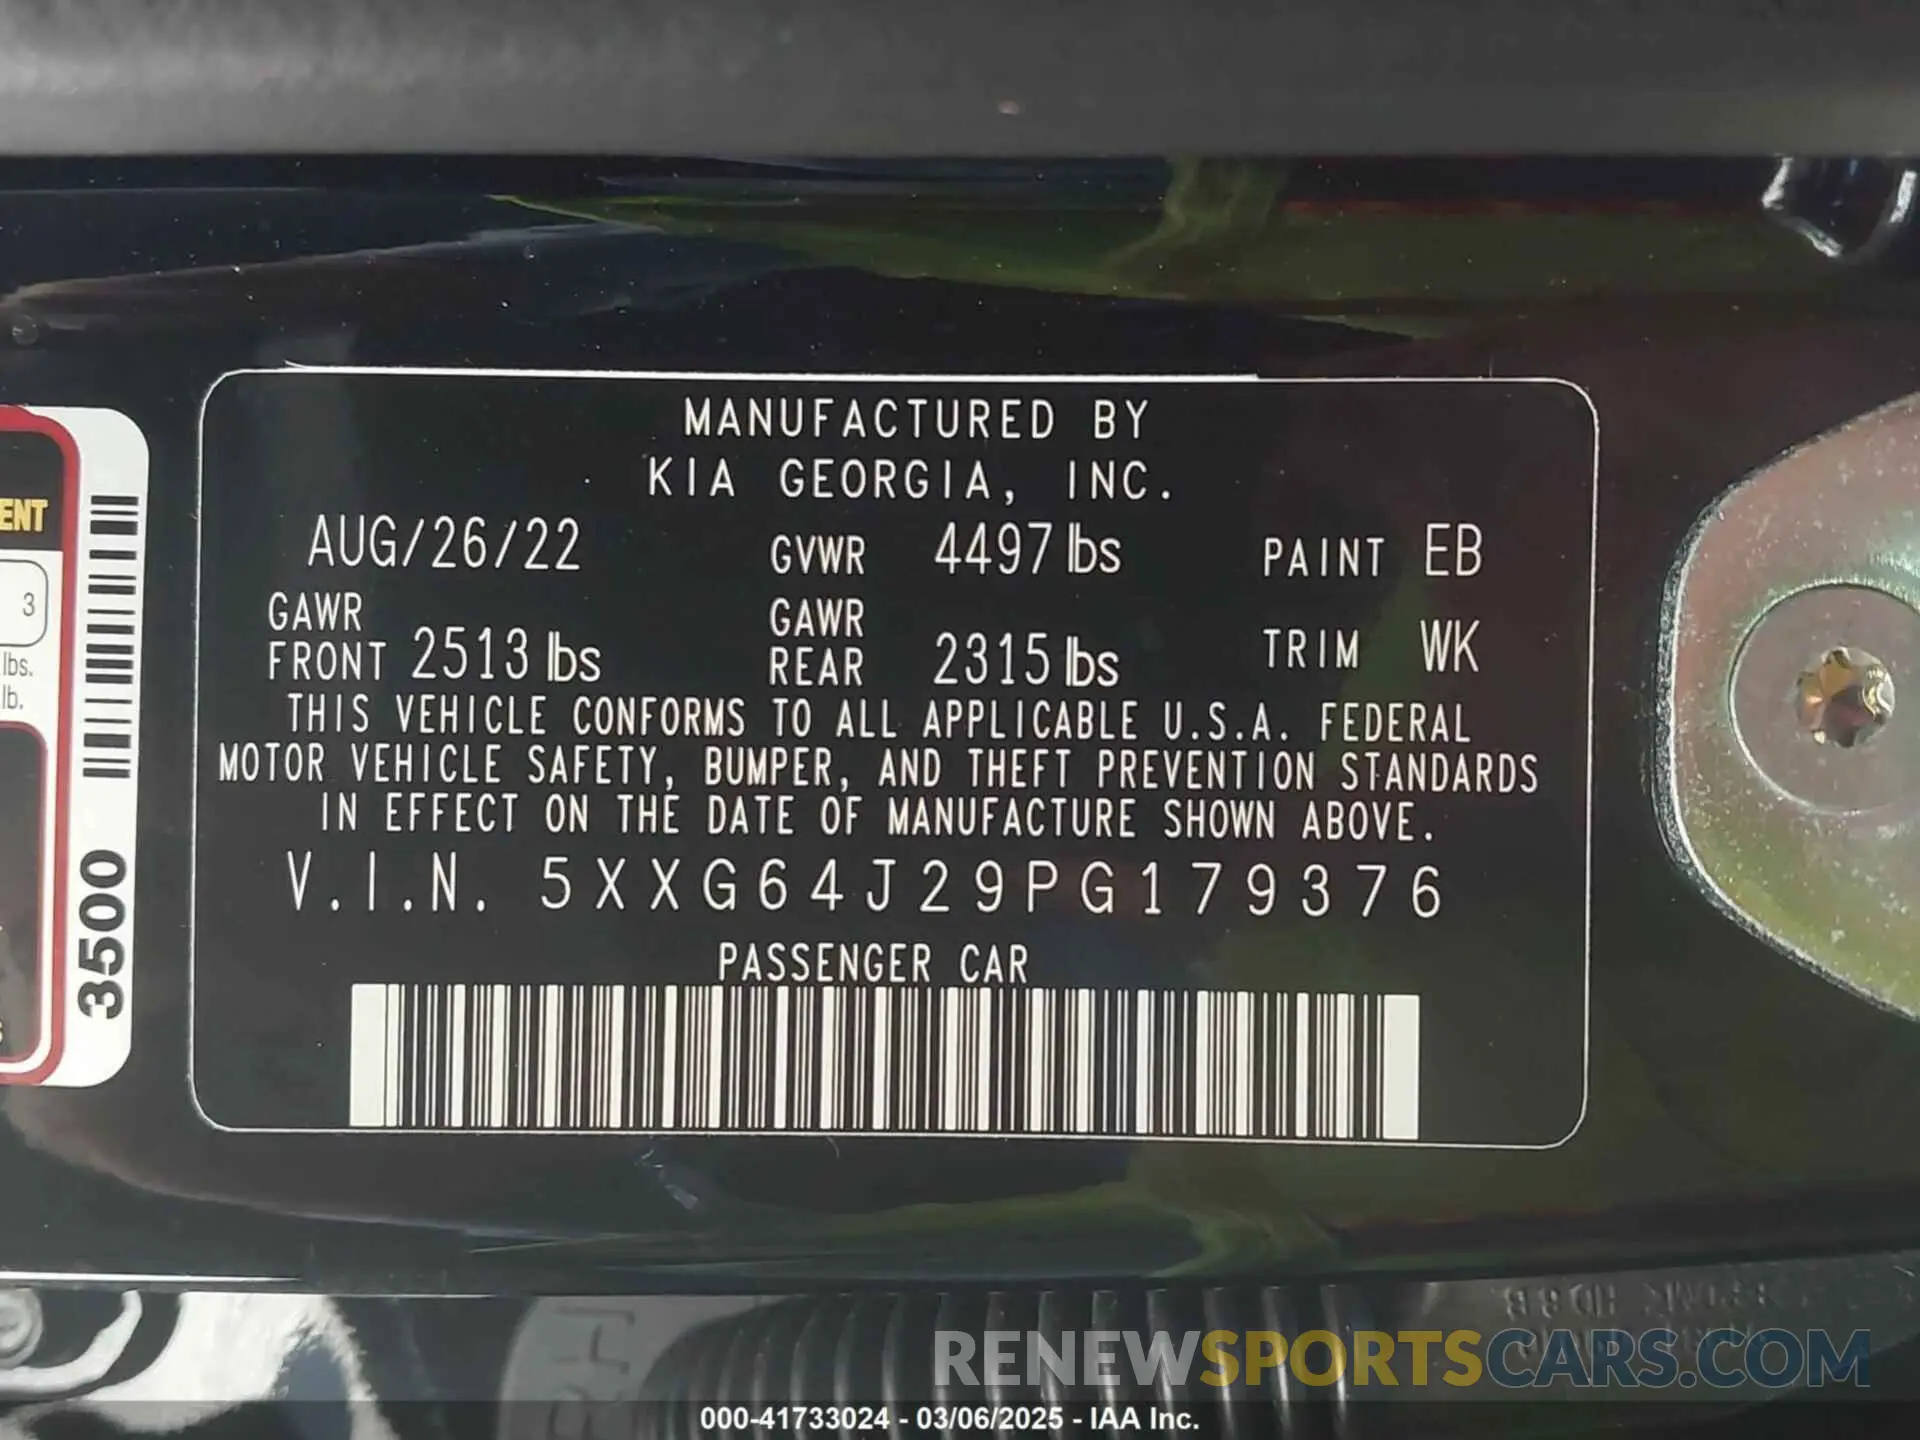 MANUFACTURED BY
KIA GEORGIA, INC.
AUG/26/22 GVWR 4497 lbs PAINT EB
GAWR FRONT 2513 lbs GAWR REAR 2315 lbs TRIM WK
THIS VEHICLE CONFORMS TO ALL APPLICABLE U.S.A. FEDERAL
MOTOR VEHICLE SAFETY, BUMPER, AND THEFT PREVENTION STANDARDS
IN EFFECT ON THE DATE OF MANUFACTURE SHOWN ABOVE.
V.I.N. 5XXG64J29PG179376
PASSENGER CAR
ENT
3
lbs.
lb.
3500
RENEWSPORTSCARS.COM
000-41733024 - 03/06/2025 - IAA Inc.